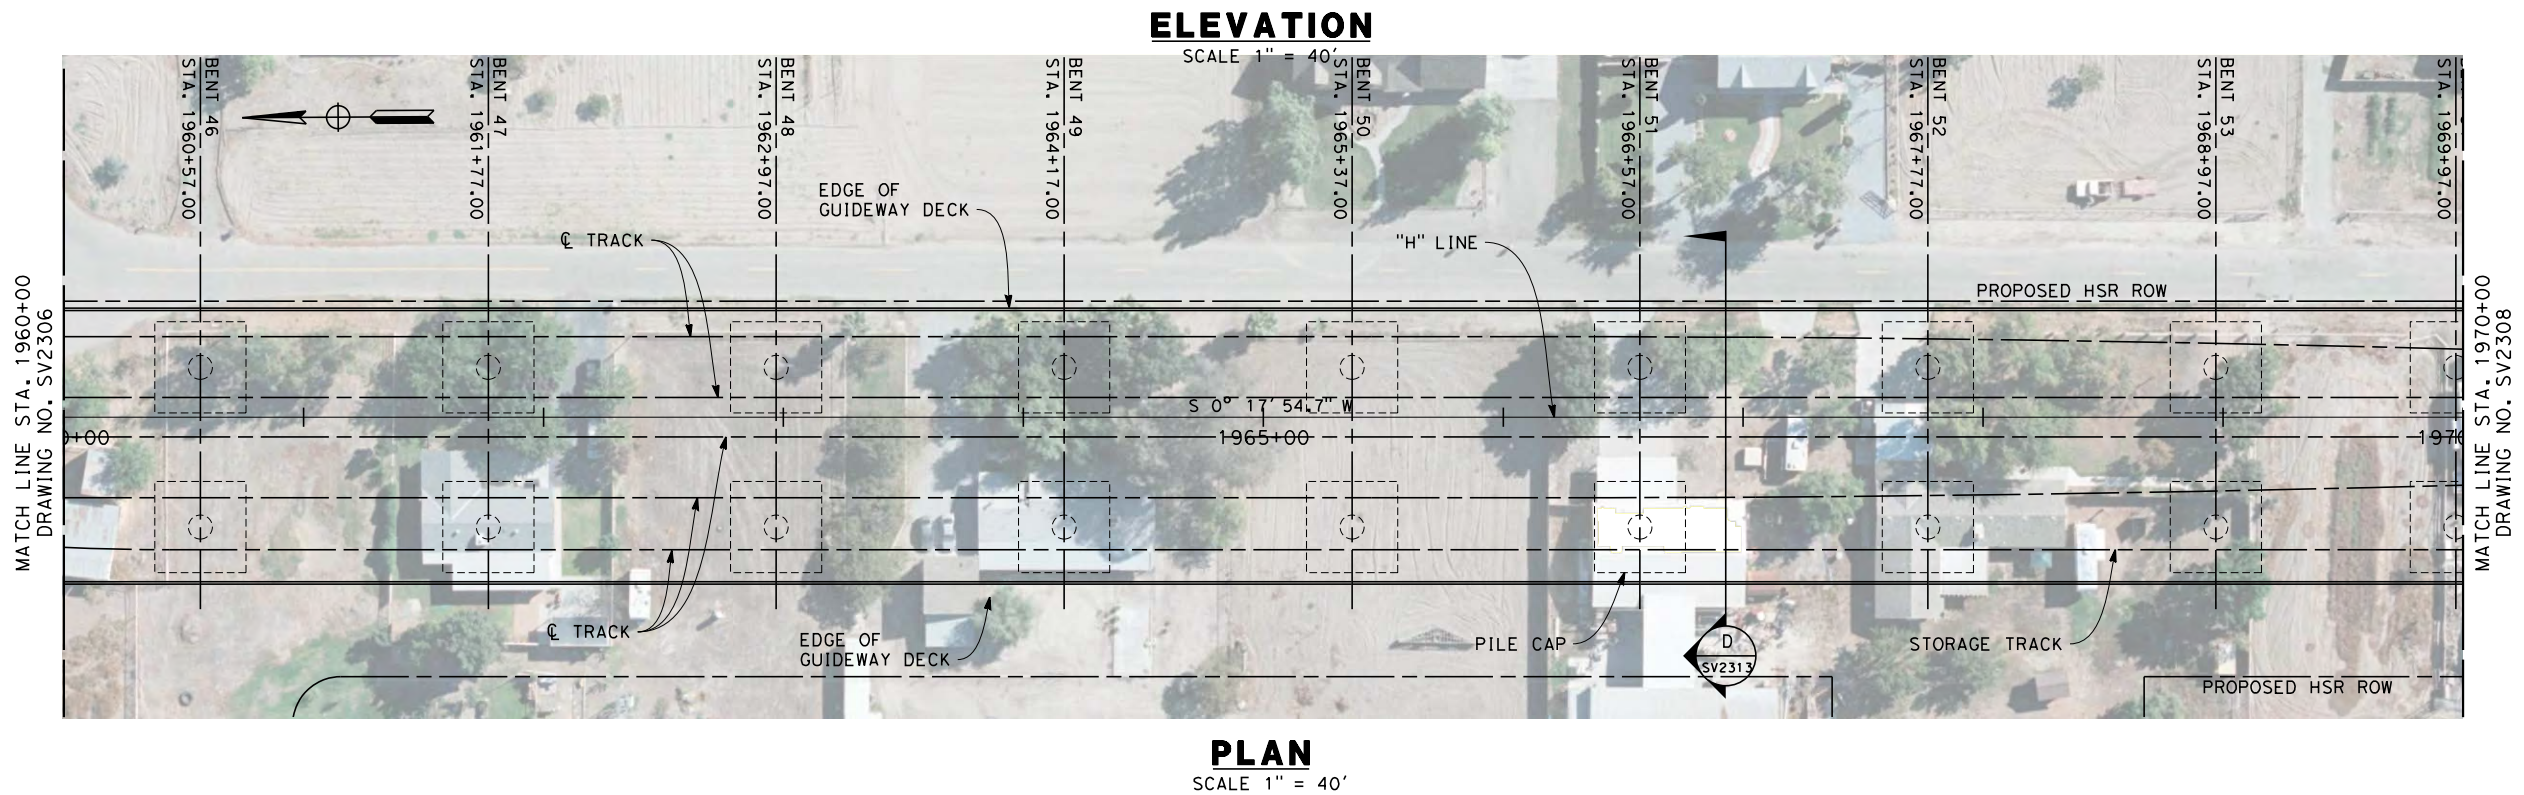 ELEVATION
SCALE 1" = 40'
BENT 46
STA. 1960+57.00
BENT 47
STA. 1961+77.00
BENT 48
STA. 1962+97.00
BENT 49
STA. 1964+17.00
BENT 50
STA. 1965+37.00
BENT 51
STA. 1966+57.00
BENT 52
STA. 1967+77.00
BENT 53
STA. 1968+97.00
STA. 1969+97.00
EDGE OF
GUIDEWAY DECK
℄ TRACK
"H" LINE
PROPOSED HSR ROW
MATCH LINE STA. 1960+00
DRAWING NO. SV2306
MATCH LINE STA. 1970+00
DRAWING NO. SV2308
S 0° 17' 54.7" W
0+00
1965+00
1970
℄ TRACK
EDGE OF
GUIDEWAY DECK
PILE CAP
D
SV2313
STORAGE TRACK
PROPOSED HSR ROW
PLAN
SCALE 1" = 40'